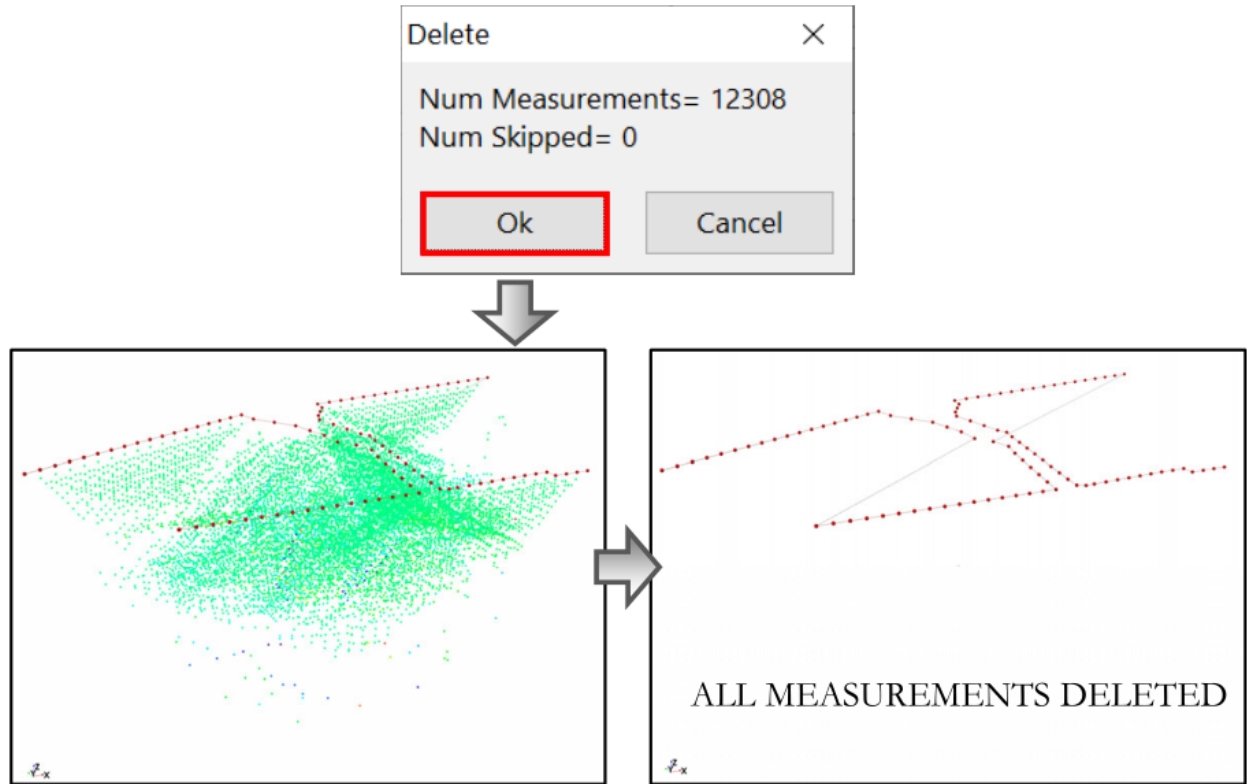 Delete
Num Measurements= 12308
Num Skipped= 0
Ok Cancel
ALL MEASUREMENTS DELETED
Z
Y
X
Z
Y
X